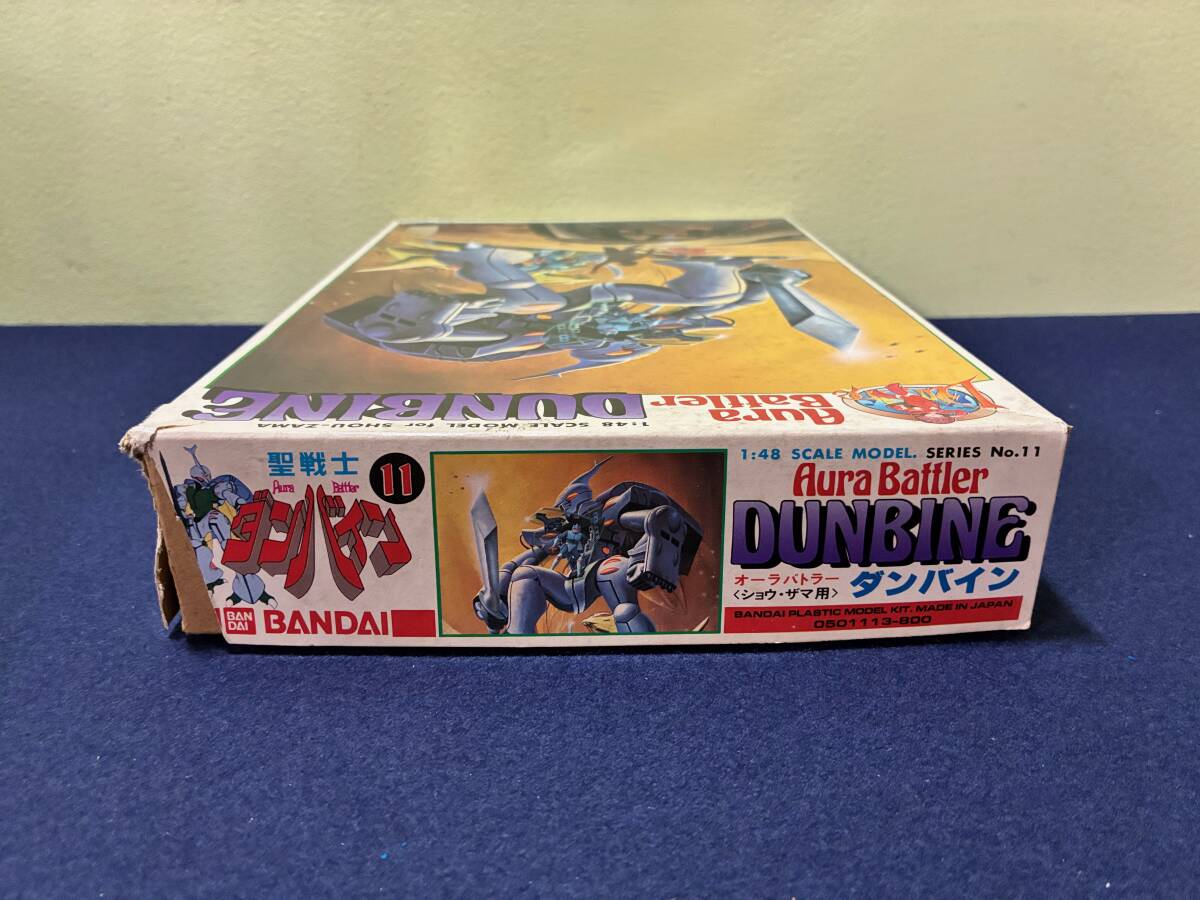 Aura Battler
DUNBINE
1:48 SCALE MODEL for SHOU-ZAMA
聖戦士
Aura Battler
ダンバイン
11
BAN
DAI
BANDAI
1:48 SCALE MODEL. SERIES No.11
Aura Battler
DUNBINE
オーラバトラー
〈ショウ・ザマ用〉
ダンバイン
BANDAI PLASTIC MODEL KIT. MADE IN JAPAN
0501113-800